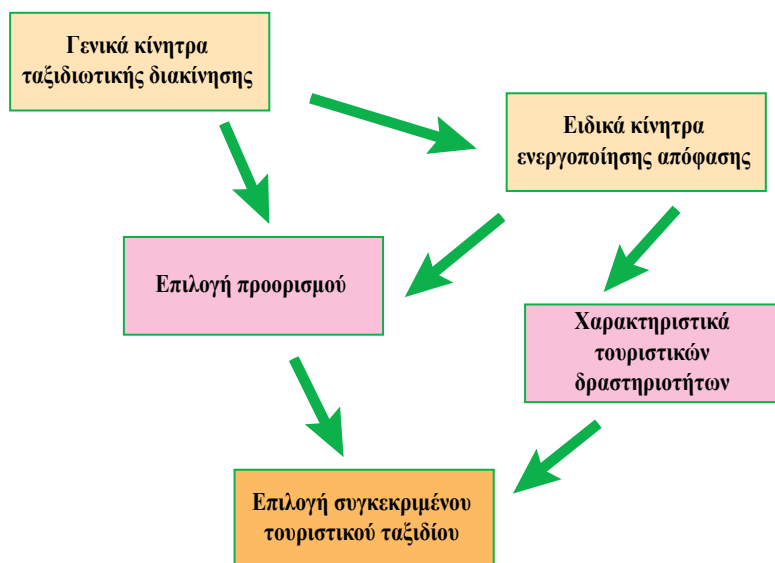 Γενικά κίνητρα
ταξιδιωτικής διακίνησης
Ειδικά κίνητρα
ενεργοποίησης απόφασης
Επιλογή προορισμού
Χαρακτηριστικά
τουριστικών
δραστηριοτήτων
Επιλογή συγκεκριμένου
τουριστικού ταξιδίου